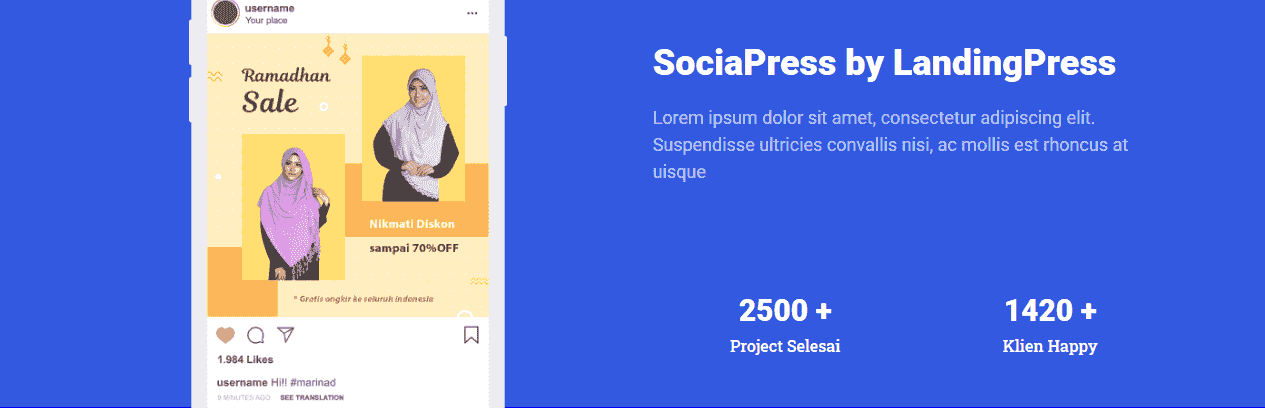 username
Your place
Ramadhan
Sale
Nikmati Diskon
sampai 70%OFF
* Gratis ongkir ke seluruh indonesia
1.984 Likes
username Hi!! #marinad
9 MINUTES AGO SEE TRANSLATION
SociaPress by LandingPress
Lorem ipsum dolor sit amet, consectetur adipiscing elit.
Suspendisse ultricies convallis nisi, ac mollis est rhoncus at
uisque
2500 +
Project Selesai
1420 +
Klien Happy